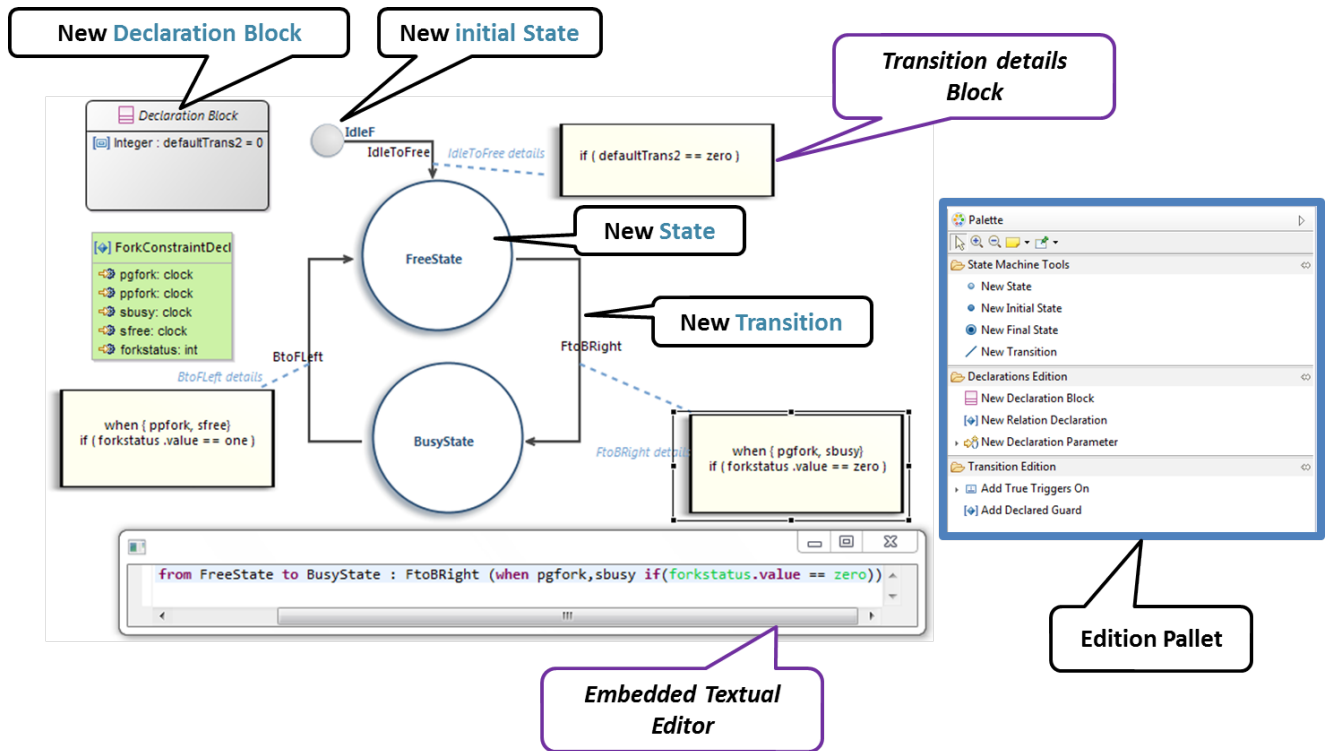 New Declaration Block
New initial State
Transition details
Block
Declaration Block
Integer : defaultTrans2 = 0
IdleF
IdleToFree
IdleToFree details
if ( defaultTrans2 == zero )
New State
FreeState
ForkConstraintDecl
pgfork: clock
ppfork: clock
sbusy: clock
sfree: clock
forkstatus: int
New Transition
BtoFLeft
FtoBRight
BtoFLeft details
when { ppfork, sfree}
if ( forkstatus .value == one )
BusyState
FtoBRight details
when { pgfork, sbusy}
if ( forkstatus .value == zero )
from FreeState to BusyState : FtoBRight (when pgfork,sbusy if(forkstatus.value == zero))
Embedded Textual
Editor
Palette
State Machine Tools
New State
New Initial State
New Final State
New Transition
Declarations Edition
New Declaration Block
New Relation Declaration
New Declaration Parameter
Transition Edition
Add True Triggers On
Add Declared Guard
Edition Pallet